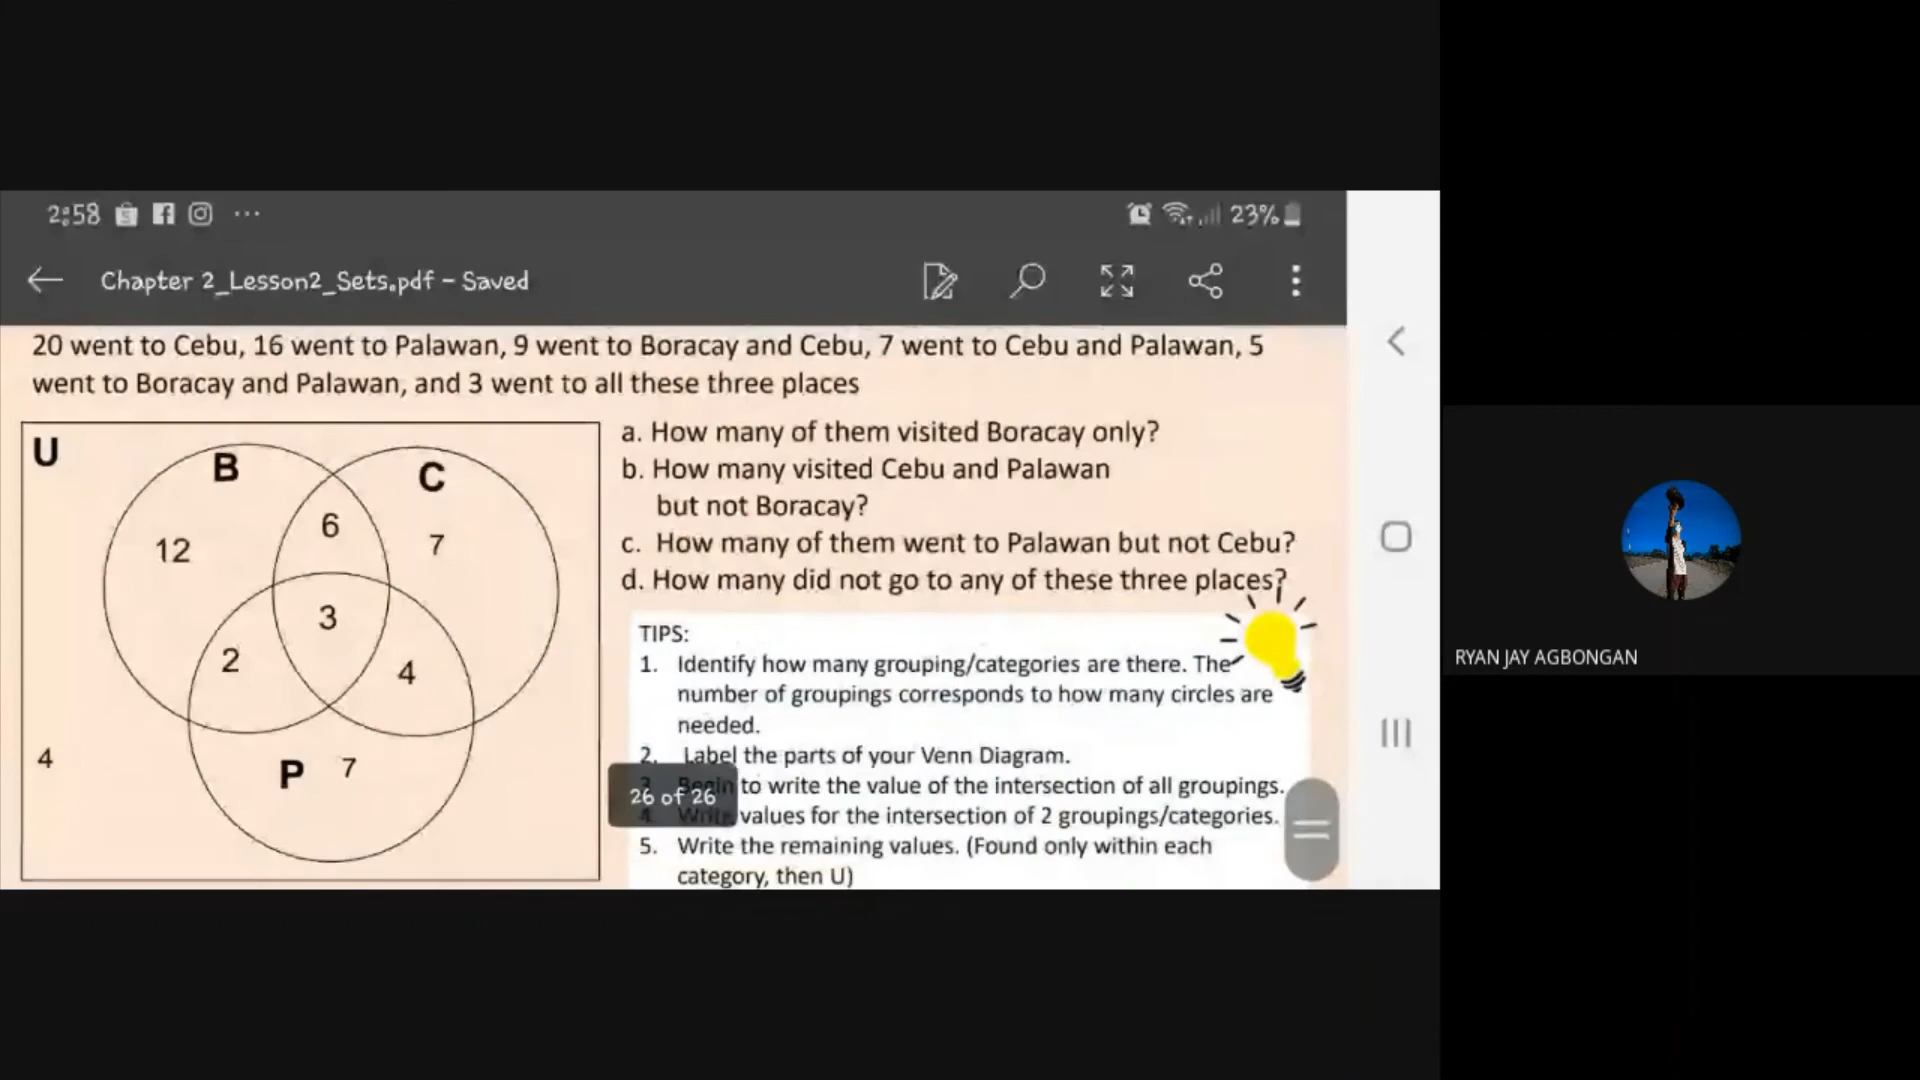 2:58
23%
Chapter 2_Lesson2_Sets.pdf – Saved
20 went to Cebu, 16 went to Palawan, 9 went to Boracay and Cebu, 7 went to Cebu and Palawan, 5
went to Boracay and Palawan, and 3 went to all these three places
U
B
C
12
6
7
3
2
4
P 7
4
a. How many of them visited Boracay only?
b. How many visited Cebu and Palawan
but not Boracay?
c. How many of them went to Palawan but not Cebu?
d. How many did not go to any of these three places?
TIPS:
1. Identify how many grouping/categories are there. The
number of groupings corresponds to how many circles are
needed.
2. Label the parts of your Venn Diagram.
3. Begin to write the value of the intersection of all groupings.
26 of 26
4. Write values for the intersection of 2 groupings/categories.
5. Write the remaining values. (Found only within each
category, then U)
RYAN JAY AGBONGAN